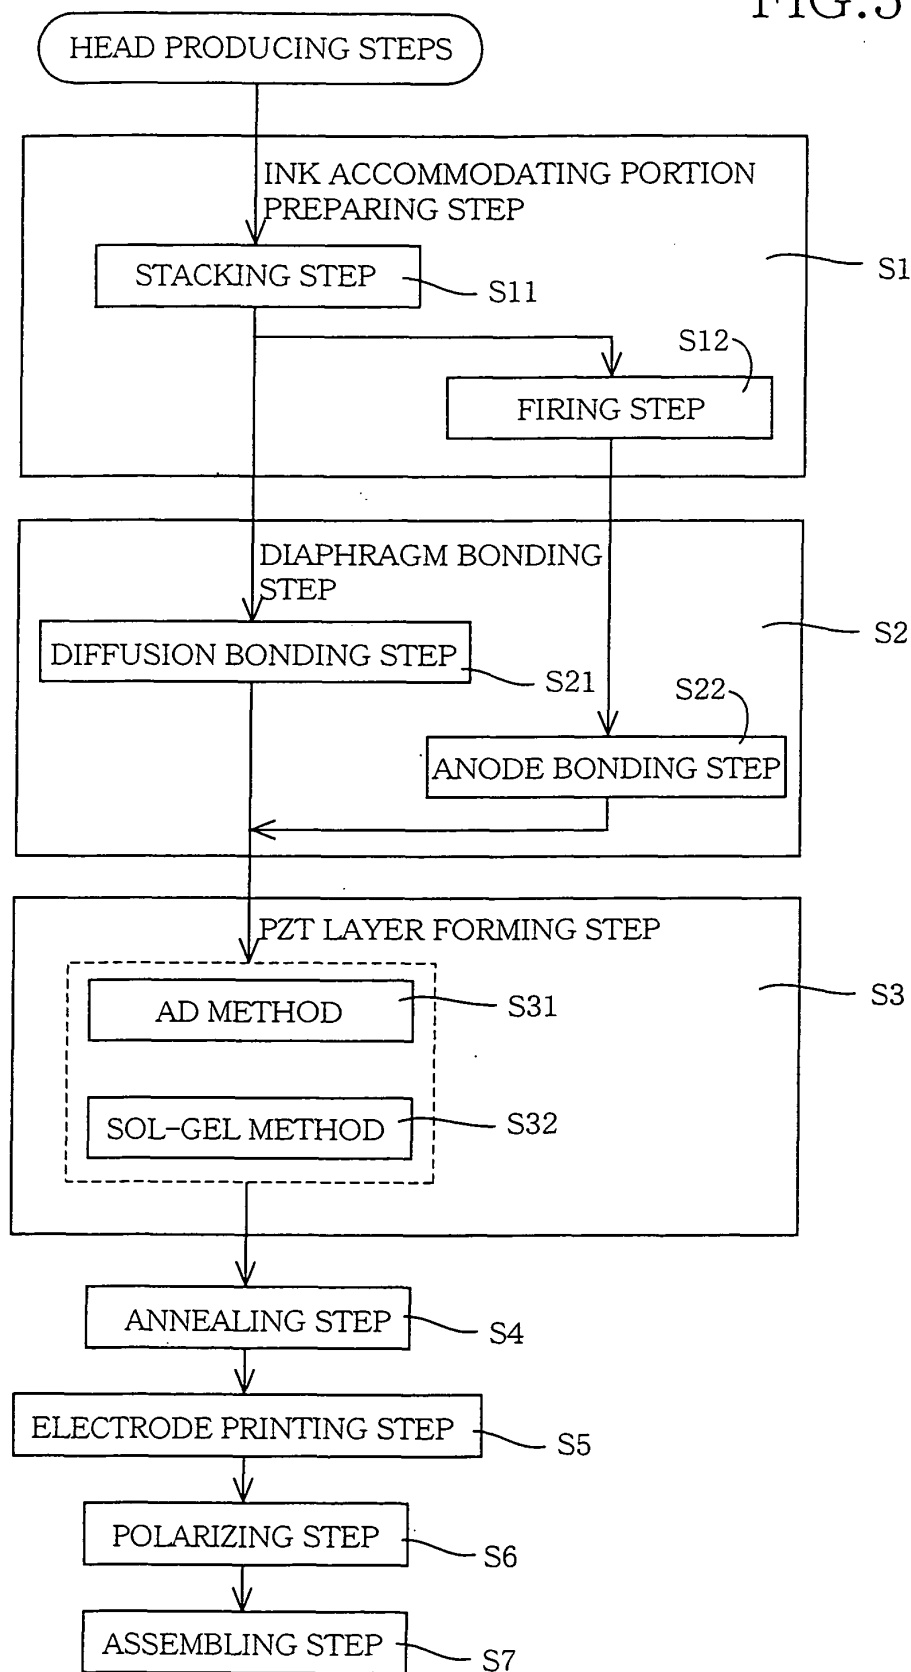 FIG.5
HEAD PRODUCING STEPS
INK ACCOMMODATING PORTION
PREPARING STEP
S1
STACKING STEP
S11
S12
FIRING STEP
DIAPHRAGM BONDING
STEP
S2
DIFFUSION BONDING STEP
S21
S22
ANODE BONDING STEP
PZT LAYER FORMING STEP
S3
AD METHOD
S31
SOL-GEL METHOD
S32
ANNEALING STEP
S4
ELECTRODE PRINTING STEP
S5
POLARIZING STEP
S6
ASSEMBLING STEP
S7